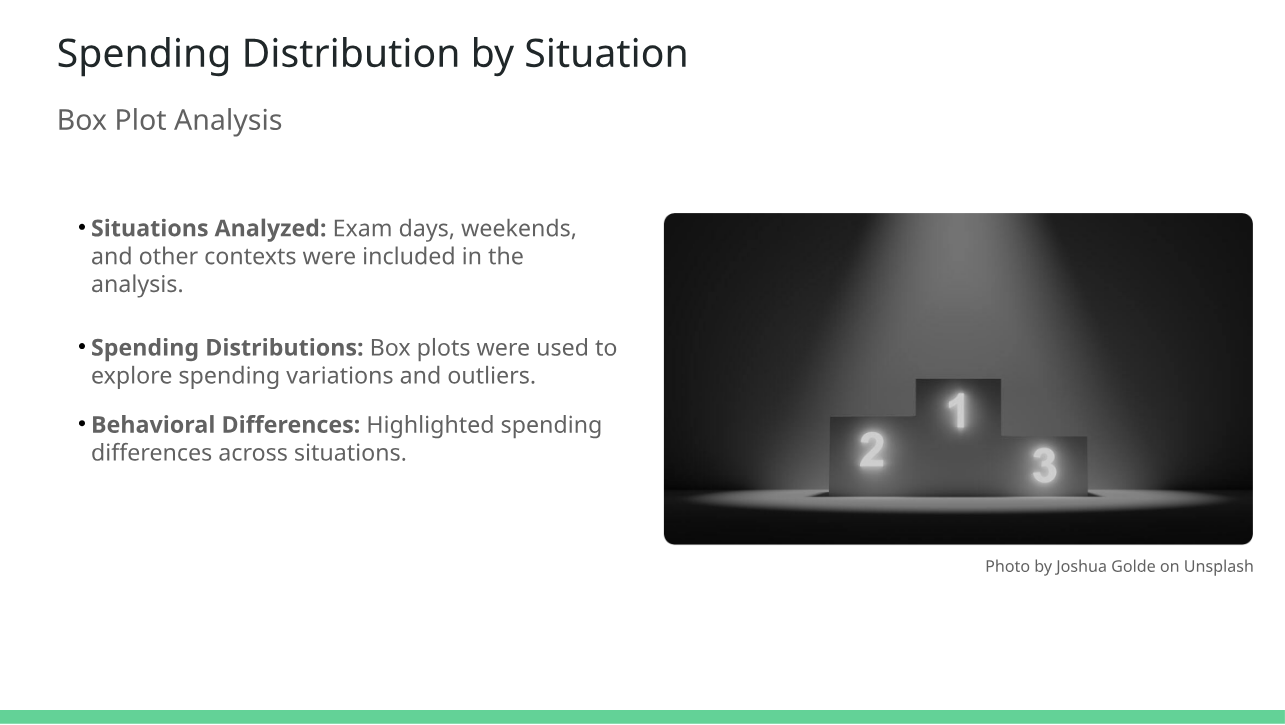 Spending Distribution by Situation
Box Plot Analysis
• Situations Analyzed: Exam days, weekends,
and other contexts were included in the
analysis.
• Spending Distributions: Box plots were used to
explore spending variations and outliers.
• Behavioral Differences: Highlighted spending
differences across situations.
1
2
3
Photo by Joshua Golde on Unsplash